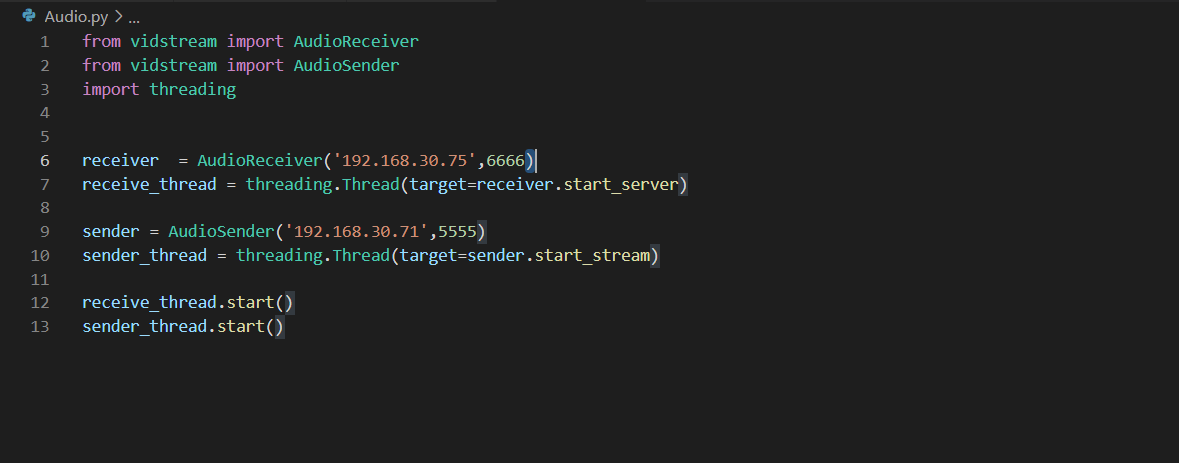 Audio.py > ...
1 from vidstream import AudioReceiver
2 from vidstream import AudioSender
3 import threading
4
5
6 receiver  = AudioReceiver('192.168.30.75',6666)
7 receive_thread = threading.Thread(target=receiver.start_server)
8
9 sender = AudioSender('192.168.30.71',5555)
10 sender_thread = threading.Thread(target=sender.start_stream)
11
12 receive_thread.start()
13 sender_thread.start()